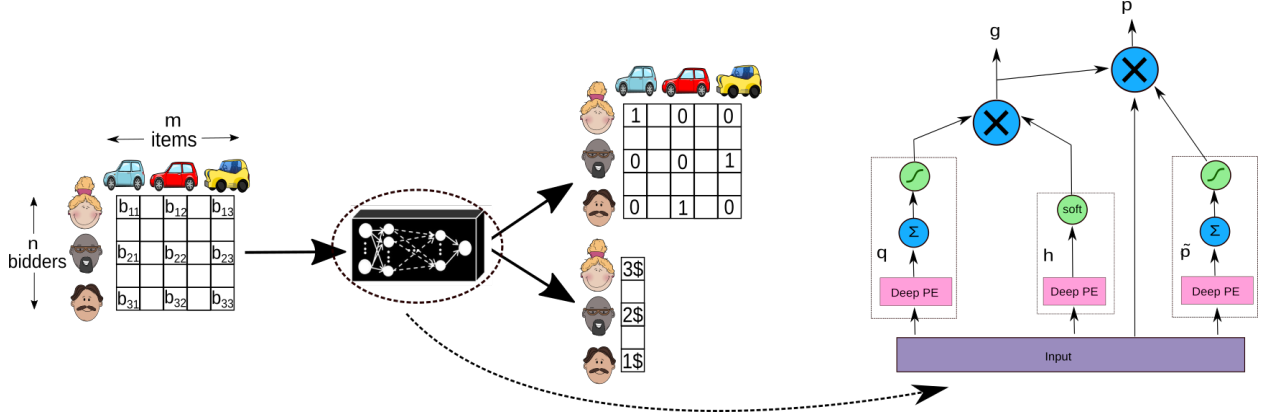 m
items
n
bidders
b₁₁ b₁₂ b₁₃
b₂₁ b₂₂ b₂₃
b₃₁ b₃₂ b₃₃
1 0 0
0 0 1
0 1 0
3$
2$
1$
g
p
soft
Σ
Σ
q
h
p̃
Deep PE
Deep PE
Deep PE
Input